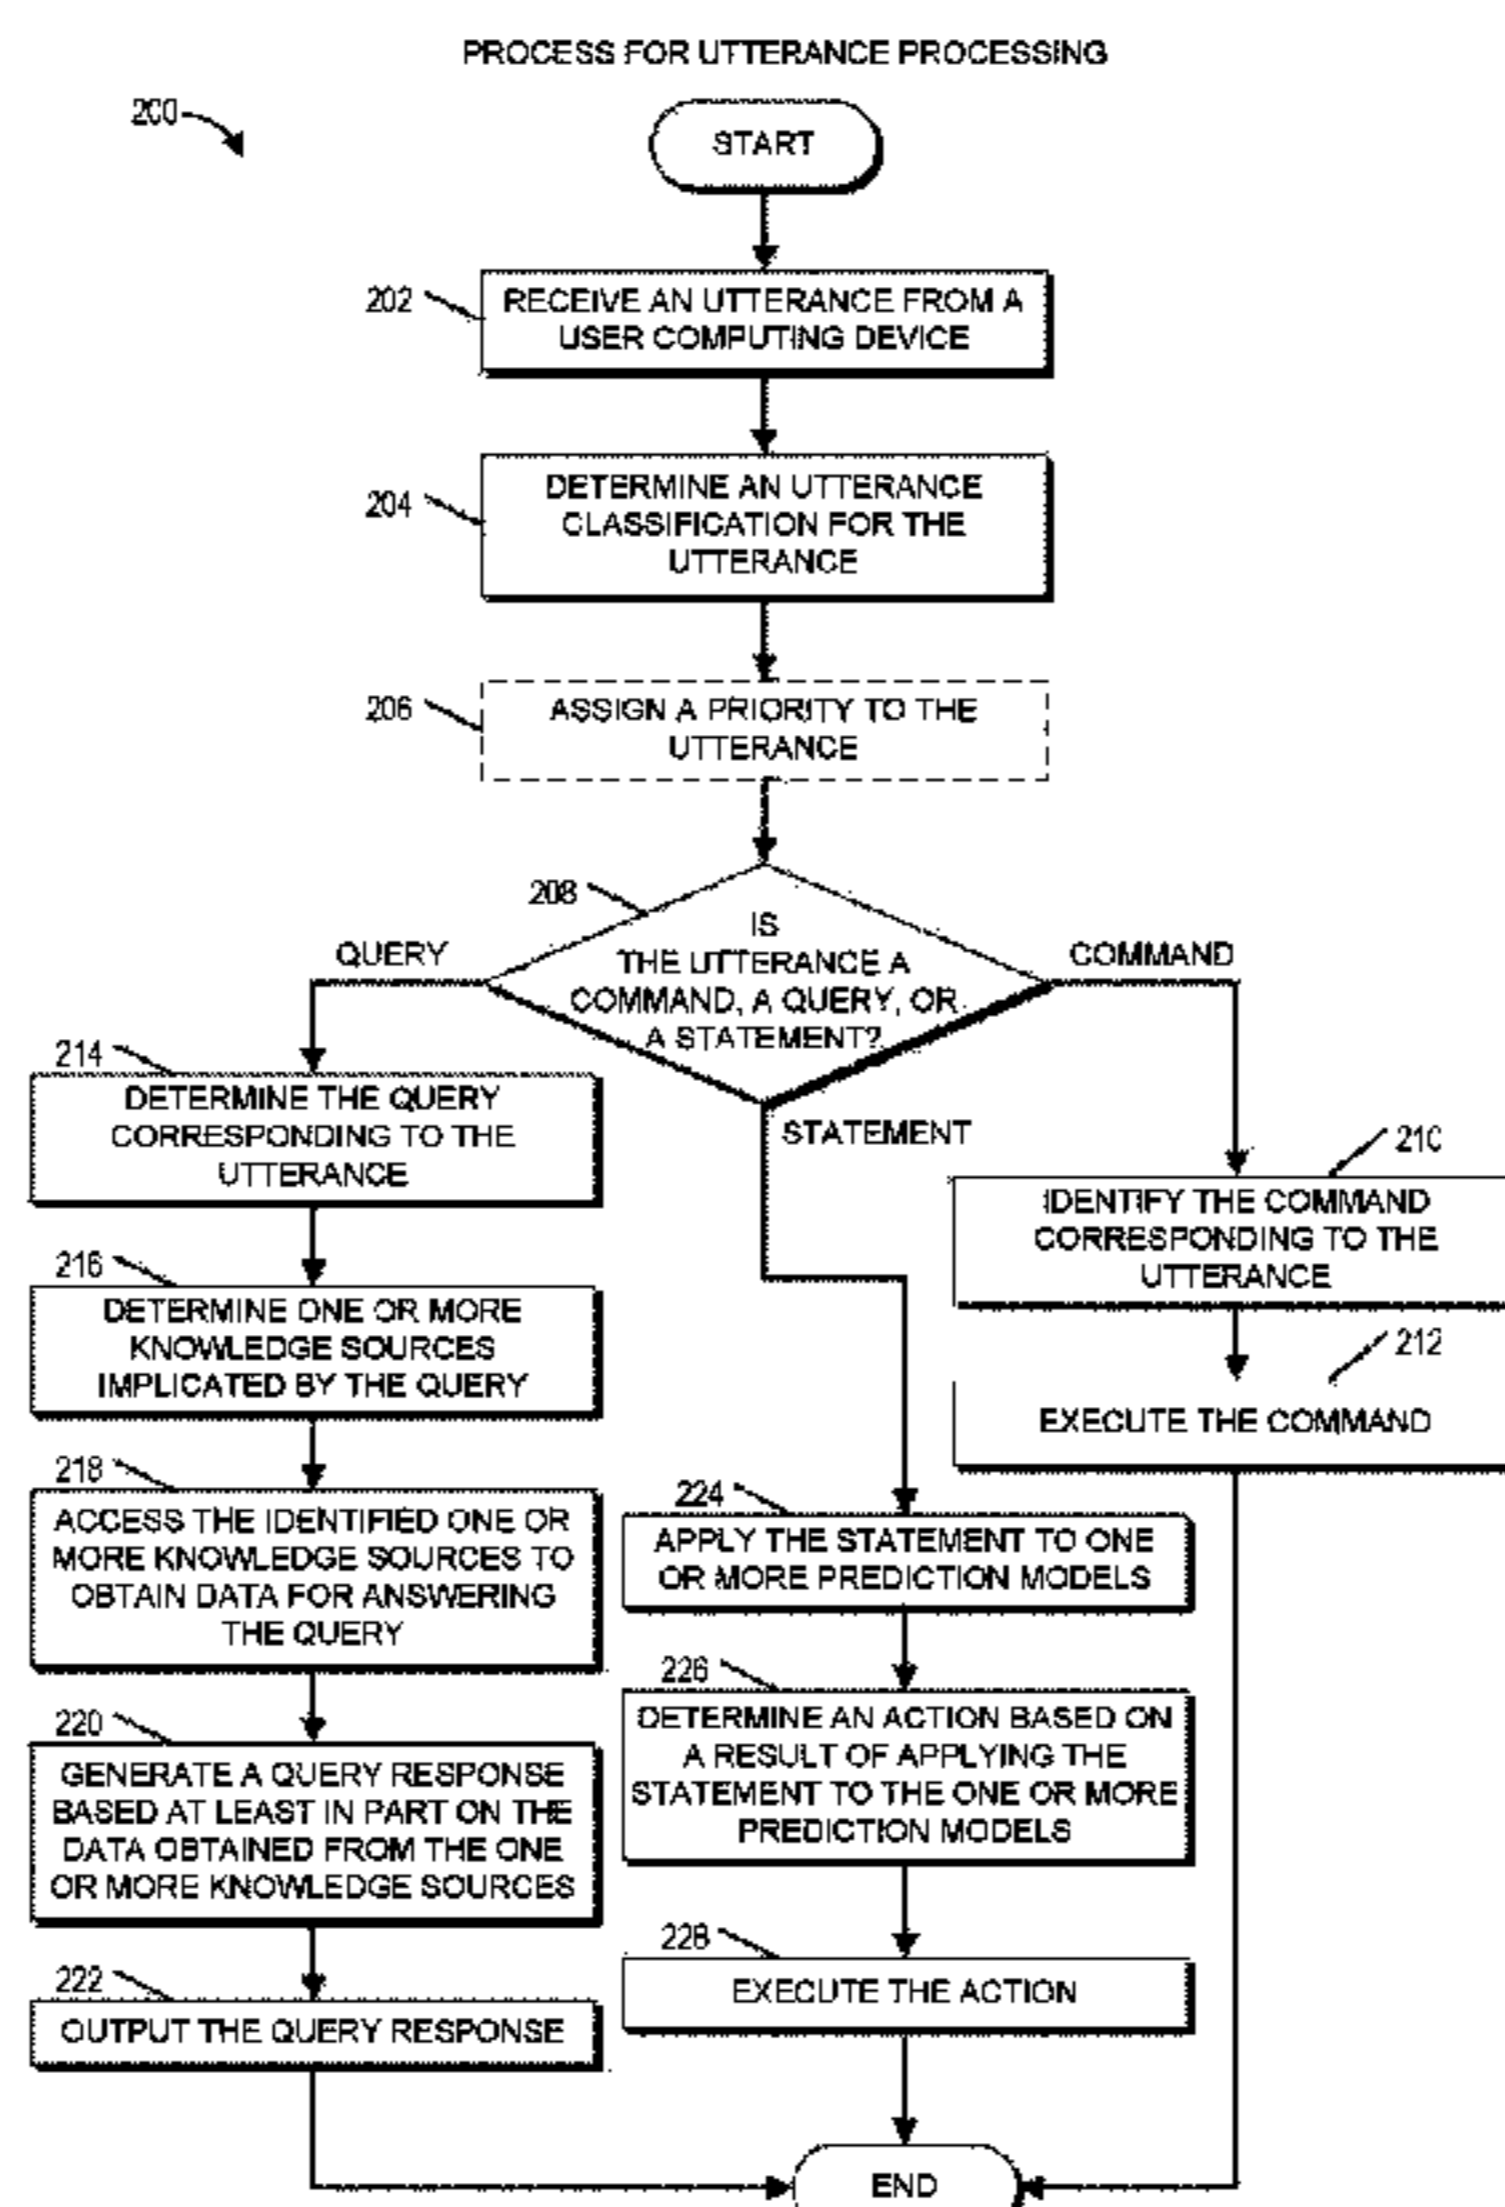 PROCESS FOR UTTERANCE PROCESSING
200
START
202
RECEIVE AN UTTERANCE FROM A
USER COMPUTING DEVICE
204
DETERMINE AN UTTERANCE
CLASSIFICATION FOR THE
UTTERANCE
206
ASSIGN A PRIORITY TO THE
UTTERANCE
208
IS
THE UTTERANCE A
COMMAND, A QUERY, OR
A STATEMENT?
QUERY
COMMAND
STATEMENT
214
DETERMINE THE QUERY
CORRESPONDING TO THE
UTTERANCE
216
DETERMINE ONE OR MORE
KNOWLEDGE SOURCES
IMPLICATED BY THE QUERY
218
ACCESS THE IDENTIFIED ONE OR
MORE KNOWLEDGE SOURCES TO
OBTAIN DATA FOR ANSWERING
THE QUERY
220
GENERATE A QUERY RESPONSE
BASED AT LEAST IN PART ON THE
DATA OBTAINED FROM THE ONE
OR MORE KNOWLEDGE SOURCES
222
OUTPUT THE QUERY RESPONSE
224
APPLY THE STATEMENT TO ONE
OR MORE PREDICTION MODELS
226
DETERMINE AN ACTION BASED ON
A RESULT OF APPLYING THE
STATEMENT TO THE ONE OR MORE
PREDICTION MODELS
228
EXECUTE THE ACTION
210
IDENTIFY THE COMMAND
CORRESPONDING TO THE
UTTERANCE
212
EXECUTE THE COMMAND
END